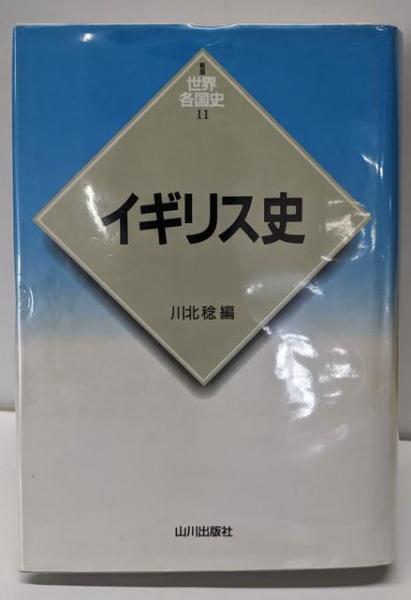 新版
世界
各国史
11
イギリス史
川北稔編
山川出版社